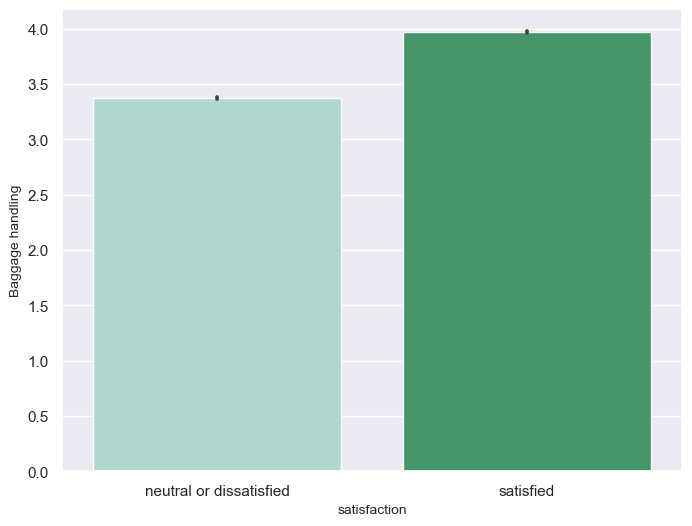 4.0
3.5
3.0
2.5
2.0
1.5
1.0
0.5
0.0
Baggage handling
neutral or dissatisfied
satisfied
satisfaction